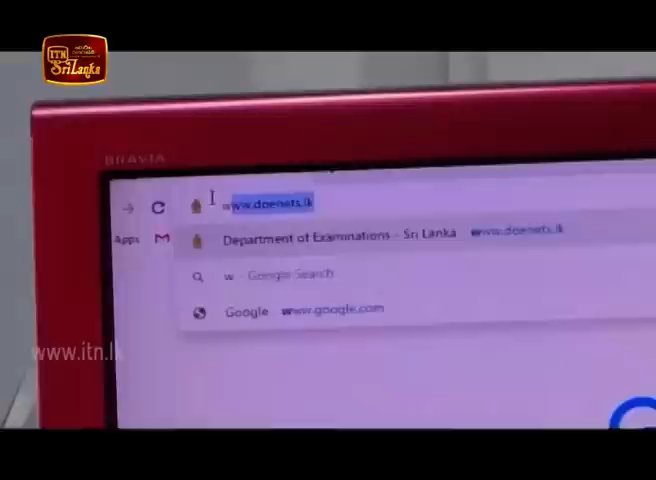 ITN
Sri Lanka
BRAVIA
www.doenets.lk
Apps
Department of Examinations - Sri Lanka www.doenets.lk
w - Google Search
Google www.google.com
www.itn.lk